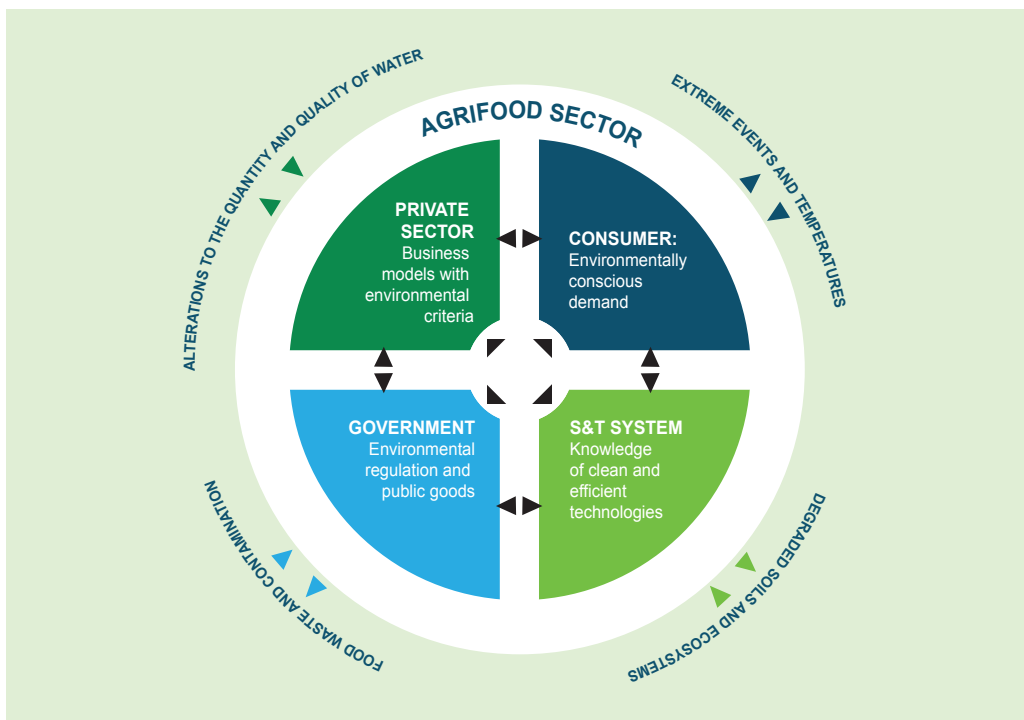 ALTERATIONS TO THE QUANTITY AND QUALITY OF WATER
EXTREME EVENTS AND TEMPERATURES
AGRIFOOD SECTOR
PRIVATE
SECTOR
Business
models with
environmental
criteria
CONSUMER:
Environmentally
conscious
demand
GOVERNMENT
Environmental
regulation and
public goods
S&T SYSTEM
Knowledge
of clean and
efficient
technologies
FOOD WASTE AND CONTAMINATION
DEGRADED SOILS AND ECOSYSTEMS